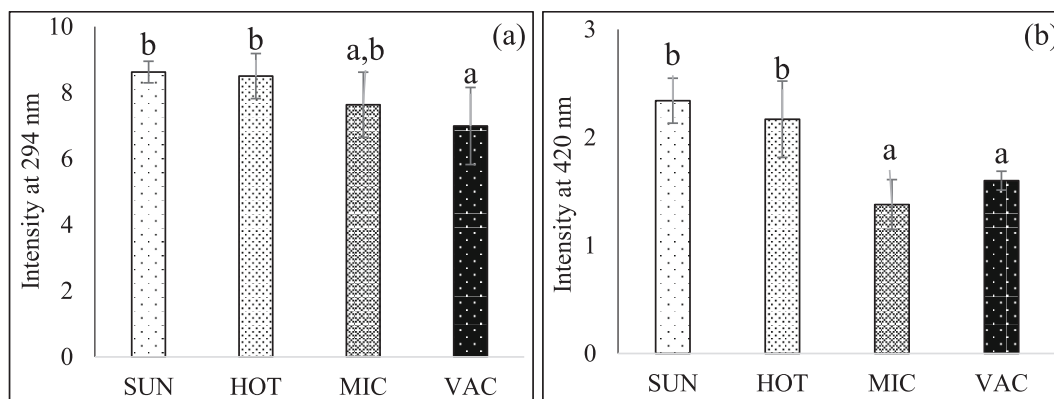 (a)
Intensity at 294 nm
10
8
6
4
2
0
b
b
a,b
a
SUN HOT MIC VAC
(b)
Intensity at 420 nm
3
2
1
0
b
b
a
a
SUN HOT MIC VAC